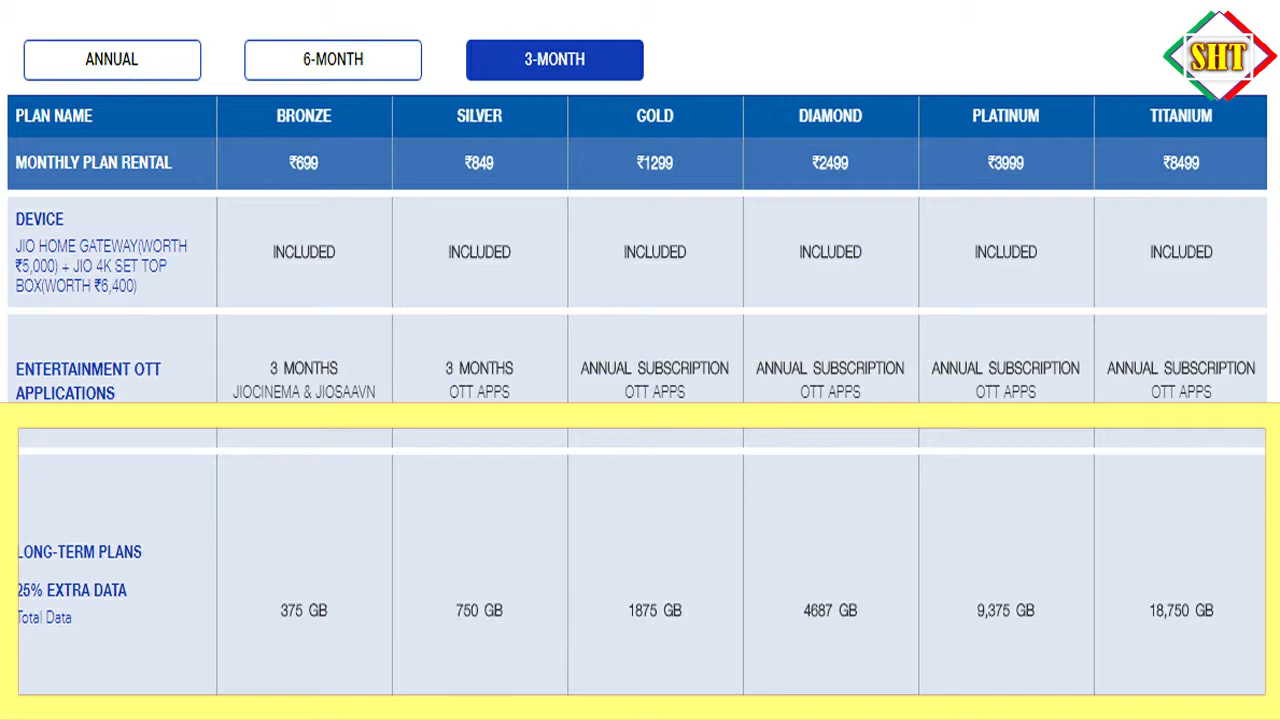 ANNUAL 6-MONTH 3-MONTH
SHT
PLAN NAME BRONZE SILVER GOLD DIAMOND PLATINUM TITANIUM
MONTHLY PLAN RENTAL ₹699 ₹849 ₹1299 ₹2499 ₹3999 ₹8499
DEVICE
JIO HOME GATEWAY(WORTH
₹5,000) + JIO 4K SET TOP
BOX(WORTH ₹6,400)
INCLUDED INCLUDED INCLUDED INCLUDED INCLUDED INCLUDED
ENTERTAINMENT OTT 3 MONTHS 3 MONTHS ANNUAL SUBSCRIPTION ANNUAL SUBSCRIPTION ANNUAL SUBSCRIPTION ANNUAL SUBSCRIPTION
APPLICATIONS JIOCINEMA & JIOSAAVN OTT APPS OTT APPS OTT APPS OTT APPS OTT APPS
LONG-TERM PLANS
25% EXTRA DATA
Total Data 375 GB 750 GB 1875 GB 4687 GB 9,375 GB 18,750 GB